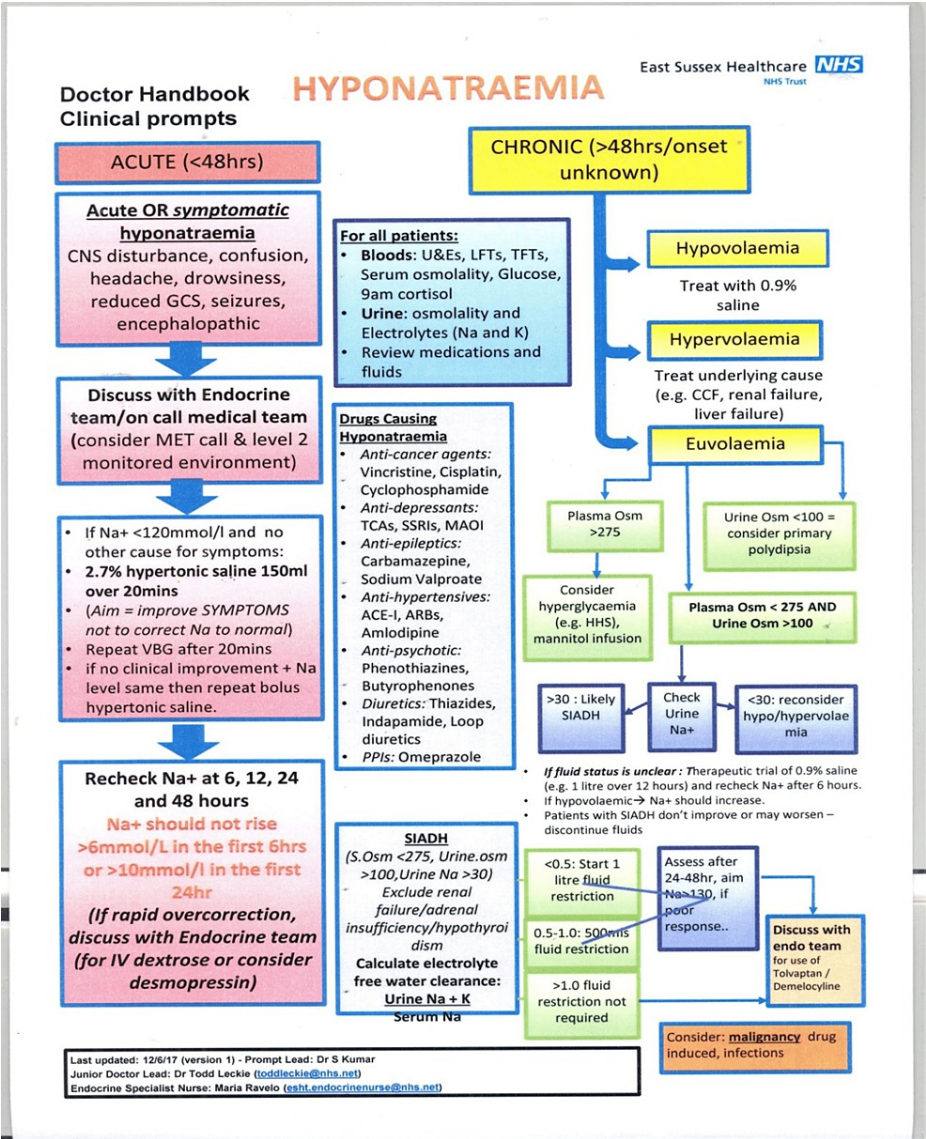 Doctor Handbook
Clinical prompts
HYPONATRAEMIA
East Sussex Healthcare NHS
NHS Trust
ACUTE (<48hrs)
Acute OR symptomatic
hyponatraemia
CNS disturbance, confusion,
headache, drowsiness,
reduced GCS, seizures,
encephalopathic
Discuss with Endocrine
team/on call medical team
(consider MET call & level 2
monitored environment)
• If Na+ <120mmol/l and no
other cause for symptoms:
• 2.7% hypertonic saline 150ml
over 20mins
• (Aim = improve SYMPTOMS
not to correct Na to normal)
• Repeat VBG after 20mins
• if no clinical improvement + Na
level same then repeat bolus
hypertonic saline.
Recheck Na+ at 6, 12, 24
and 48 hours
Na+ should not rise
>6mmol/L in the first 6hrs
or >10mmol/l in the first
24hr
(If rapid overcorrection,
discuss with Endocrine team
(for IV dextrose or consider
desmopressin)
For all patients:
• Bloods: U&Es, LFTs, TFTs,
Serum osmolality, Glucose,
9am cortisol
• Urine: osmolality and
Electrolytes (Na and K)
• Review medications and
fluids
Drugs Causing
Hyponatraemia
• Anti-cancer agents:
Vincristine, Cisplatin,
Cyclophosphamide
• Anti-depressants:
TCAs, SSRIs, MAOI
• Anti-epileptics:
Carbamazepine,
Sodium Valproate
• Anti-hypertensives:
ACE-I, ARBs,
Amlodipine
• Anti-psychotic:
Phenothiazines,
Butyrophenones
• Diuretics: Thiazides,
Indapamide, Loop
diuretics
• PPIs: Omeprazole
CHRONIC (>48hrs/onset
unknown)
Hypovolaemia
Treat with 0.9%
saline
Hypervolaemia
Treat underlying cause
(e.g. CCF, renal failure,
liver failure)
Euvolaemia
Plasma Osm
>275
Consider
hyperglycaemia
(e.g. HHS),
mannitol infusion
Urine Osm <100 =
consider primary
polydipsia
Plasma Osm < 275 AND
Urine Osm >100
>30 : Likely
SIADH
Check
Urine
Na+
<30: reconsider
hypo/hypervolae
mia
• If fluid status is unclear : Therapeutic trial of 0.9% saline
(e.g. 1 litre over 12 hours) and recheck Na+ after 6 hours.
• If hypovolaemic→ Na+ should increase.
• Patients with SIADH don't improve or may worsen –
discontinue fluids
SIADH
(S.Osm <275, Urine.osm
>100,Urine Na >30)
Exclude renal
failure/adrenal
insufficiency/hypothyroi
dism
Calculate electrolyte
free water clearance:
Urine Na + K
Serum Na
<0.5: Start 1
litre fluid
restriction
0.5-1.0: 500mls
fluid restriction
>1.0 fluid
restriction not
required
Assess after
24-48hr, aim
Na>130, if
poor
response..
Discuss with
endo team
for use of
Tolvaptan /
Demelocyline
Consider: malignancy drug
induced, infections
Last updated: 12/6/17 (version 1) - Prompt Lead: Dr S Kumar
Junior Doctor Lead: Dr Todd Leckie (toddleckie@nhs.net)
Endocrine Specialist Nurse: Maria Ravelo (esht.endocrinenurse@nhs.net)